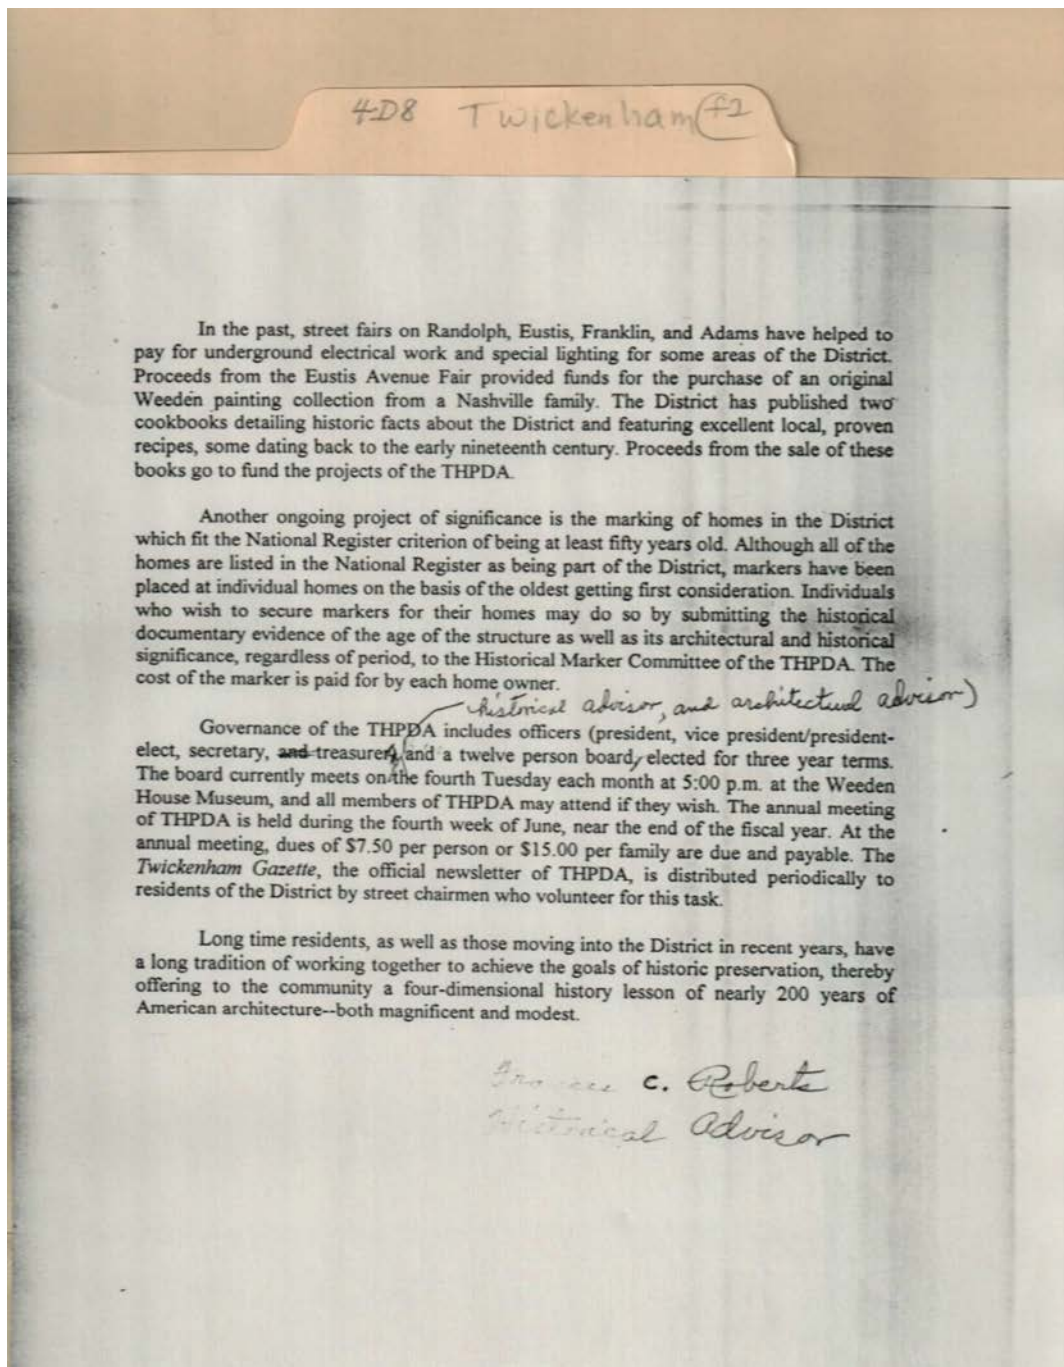 4D8 Twickenham f2
In the past, street fairs on Randolph, Eustis, Franklin, and Adams have helped to
pay for underground electrical work and special lighting for some areas of the District.
Proceeds from the Eustis Avenue Fair provided funds for the purchase of an original
Weeden painting collection from a Nashville family. The District has published two
cookbooks detailing historic facts about the District and featuring excellent local, proven
recipes, some dating back to the early nineteenth century. Proceeds from the sale of these
books go to fund the projects of the THPDA.
Another ongoing project of significance is the marking of homes in the District
which fit the National Register criterion of being at least fifty years old. Although all of the
homes are listed in the National Register as being part of the District, markers have been
placed at individual homes on the basis of the oldest getting first consideration. Individuals
who wish to secure markers for their homes may do so by submitting the historical
documentary evidence of the age of the structure as well as its architectural and historical
significance, regardless of period, to the Historical Marker Committee of the THPDA. The
cost of the marker is paid for by each home owner.
historical advisor, and architectual advisor)
Governance of the THPDA includes officers (president, vice president/president-
elect, secretary, and treasurer, and a twelve person board, elected for three year terms.
The board currently meets on the fourth Tuesday each month at 5:00 p.m. at the Weeden
House Museum, and all members of THPDA may attend if they wish. The annual meeting
of THPDA is held during the fourth week of June, near the end of the fiscal year. At the
annual meeting, dues of $7.50 per person or $15.00 per family are due and payable. The
Twickenham Gazette, the official newsletter of THPDA, is distributed periodically to
residents of the District by street chairmen who volunteer for this task.
Long time residents, as well as those moving into the District in recent years, have
a long tradition of working together to achieve the goals of historic preservation, thereby
offering to the community a four-dimensional history lesson of nearly 200 years of
American architecture--both magnificent and modest.
Frances C. Roberts
Historical Advisor